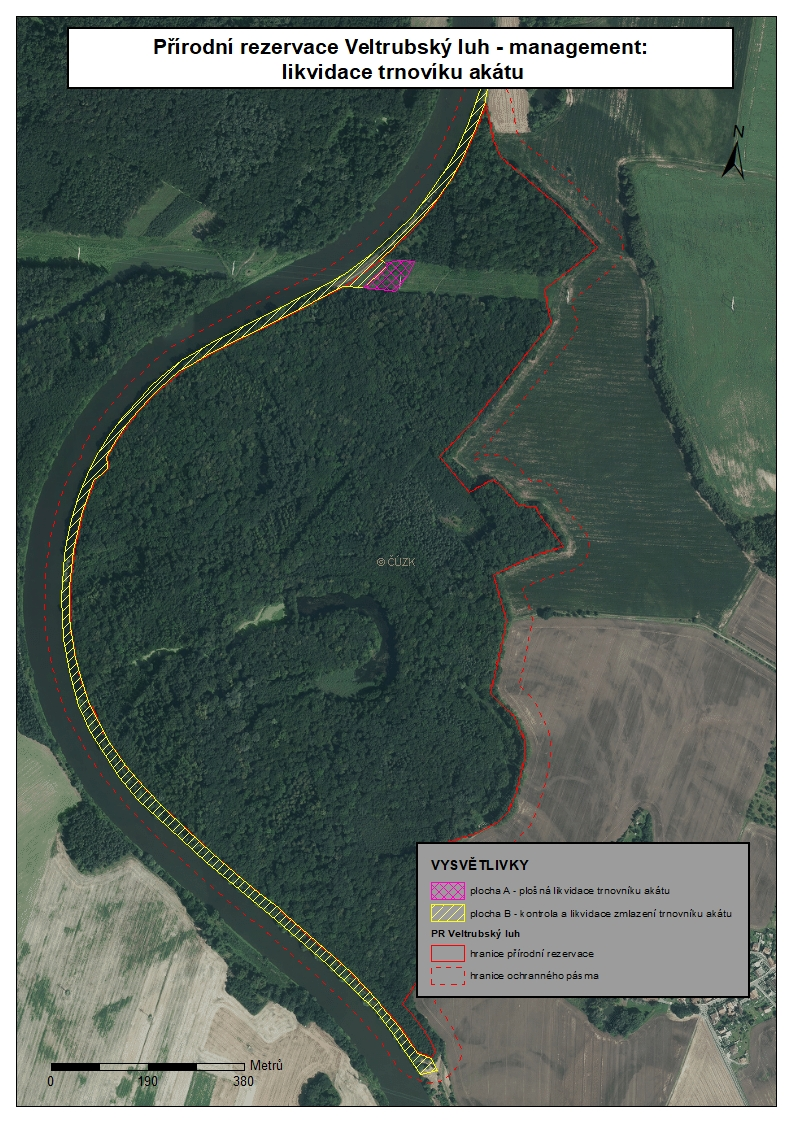 Přírodní rezervace Veltrubský luh - management:
likvidace trnovíku akátu
N
© ČÚZK
VYSVĚTLIVKY
plocha A - plošná likvidace trnovníku akátu
plocha B - kontrola a likvidace zmlazení trnovníku akátu
PR Veltrubský luh
hranice přírodní rezervace
hranice ochranného pásma
Metrů
0 190 380